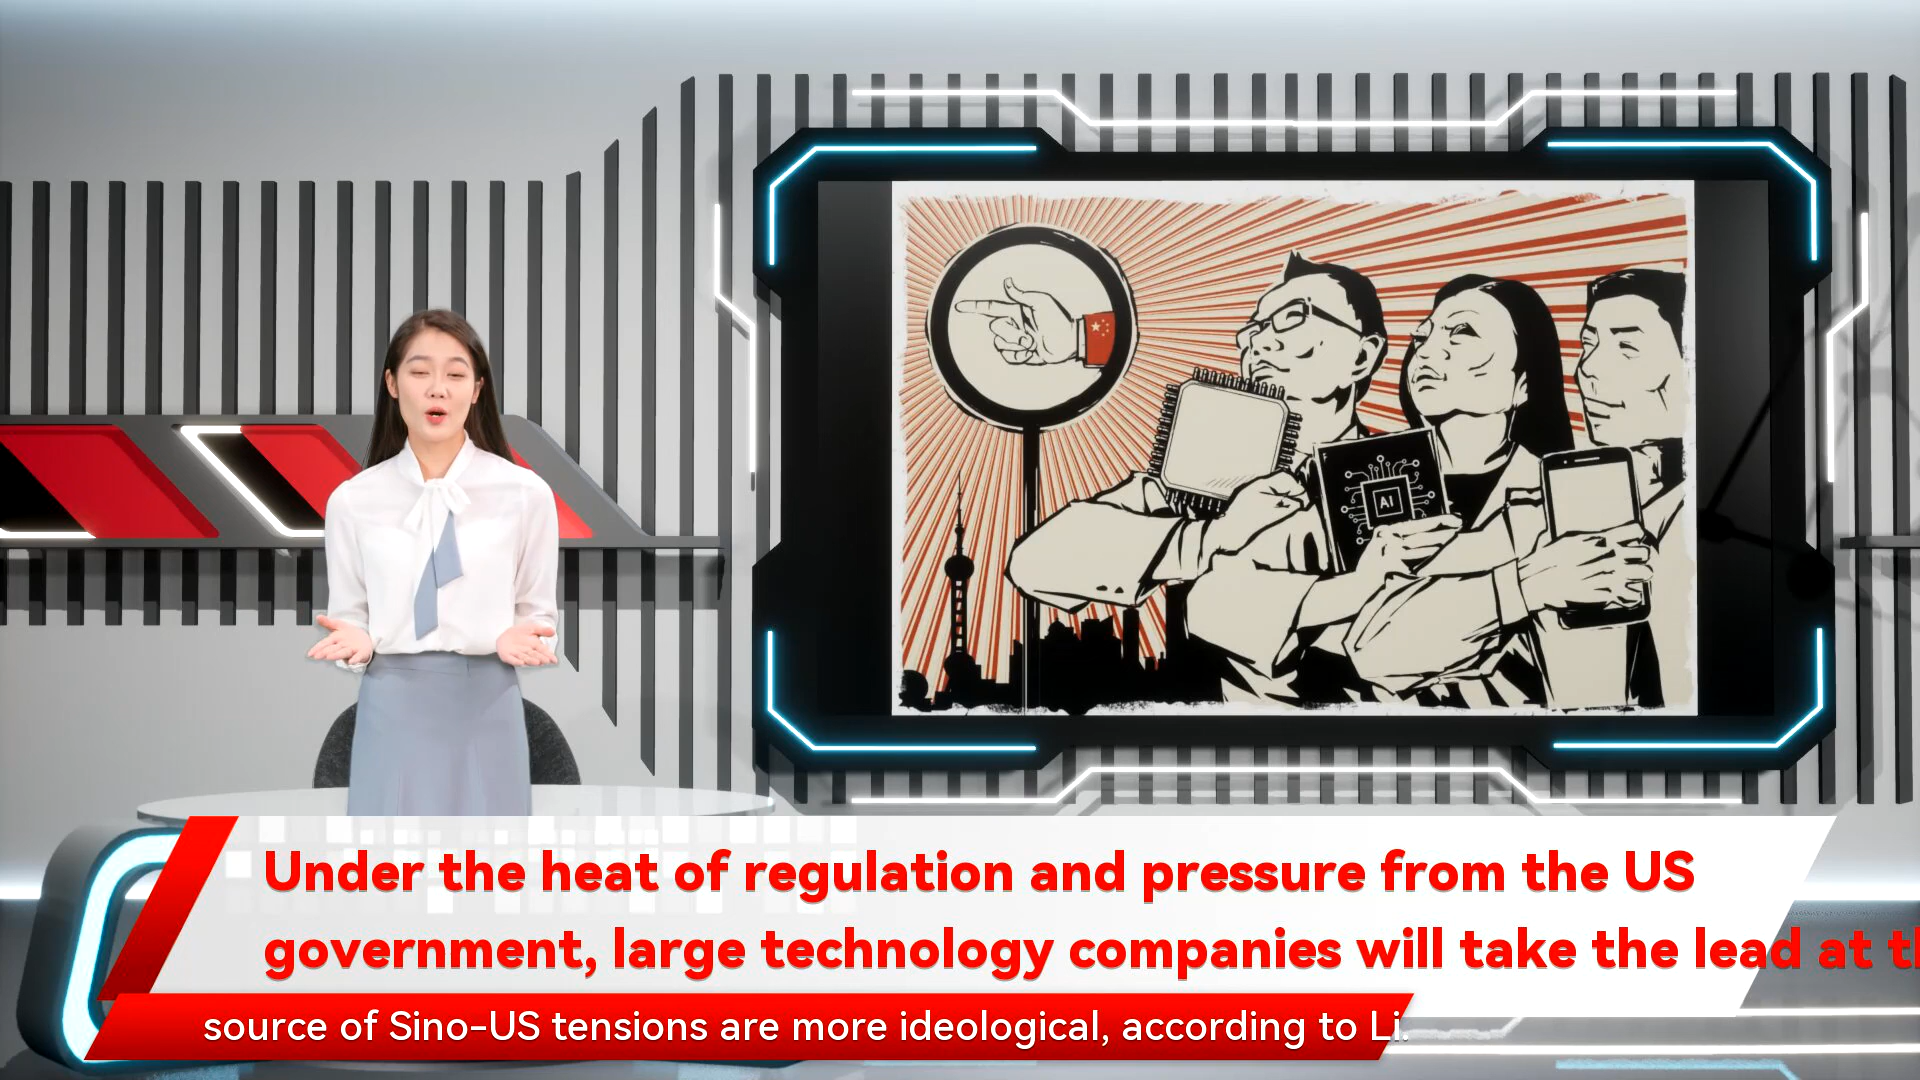 AI
Under the heat of regulation and pressure from the US
government, large technology companies will take the lead at
source of Sino-US tensions are more ideological, according to Li.